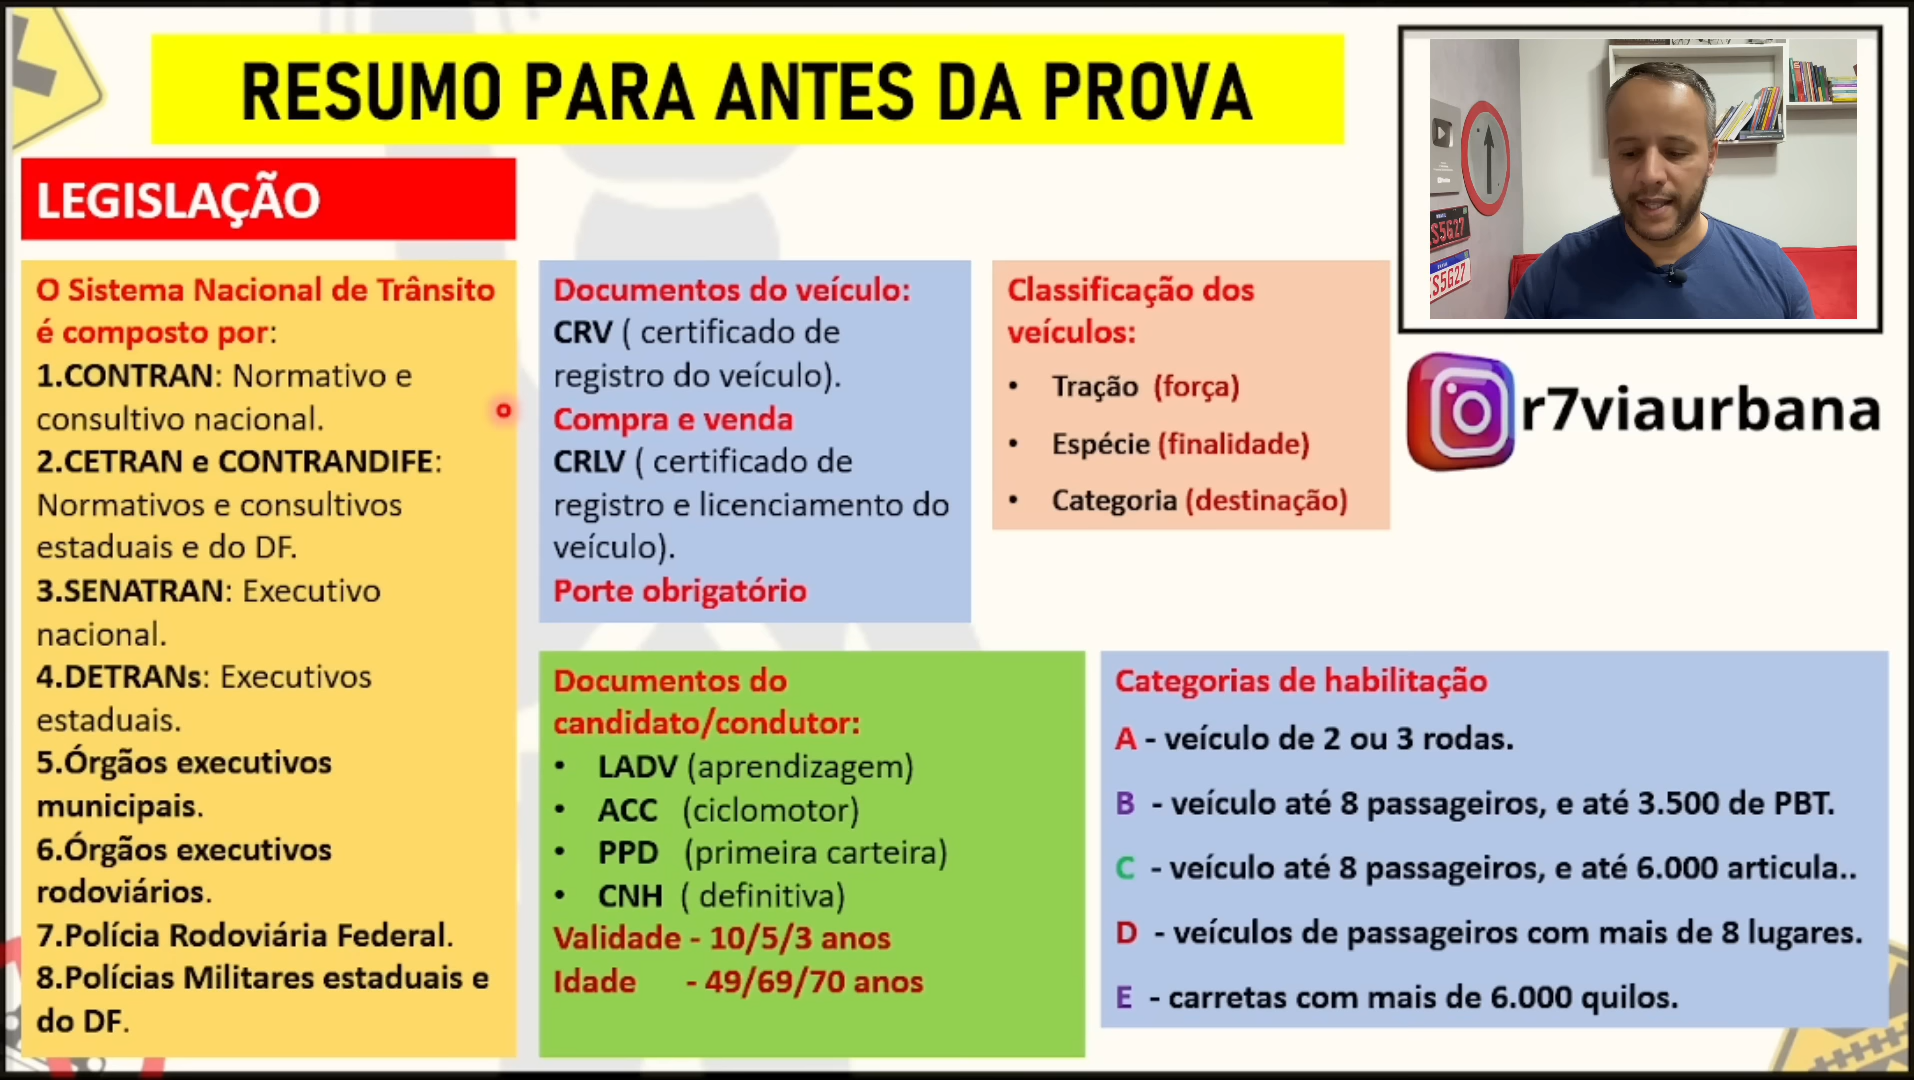 RESUMO PARA ANTES DA PROVA
LEGISLAÇÃO
O Sistema Nacional de Trânsito
é composto por:
1.CONTRAN: Normativo e
consultivo nacional.
2.CETRAN e CONTRANDIFE:
Normativos e consultivos
estaduais e do DF.
3.SENATRAN: Executivo
nacional.
4.DETRANs: Executivos
estaduais.
5.Órgãos executivos
municipais.
6.Órgãos executivos
rodoviários.
7.Polícia Rodoviária Federal.
8.Polícias Militares estaduais e
do DF.
Documentos do veículo:
CRV ( certificado de
registro do veículo).
Compra e venda
CRLV ( certificado de
registro e licenciamento do
veículo).
Porte obrigatório
Classificação dos
veículos:
• Tração (força)
• Espécie (finalidade)
• Categoria (destinação)
S5G27
S5G27
r7viaurbana
Documentos do
candidato/condutor:
• LADV (aprendizagem)
• ACC (ciclomotor)
• PPD (primeira carteira)
• CNH ( definitiva)
Validade - 10/5/3 anos
Idade - 49/69/70 anos
Categorias de habilitação
A - veículo de 2 ou 3 rodas.
B - veículo até 8 passageiros, e até 3.500 de PBT.
C - veículo até 8 passageiros, e até 6.000 articula..
D - veículos de passageiros com mais de 8 lugares.
E - carretas com mais de 6.000 quilos.